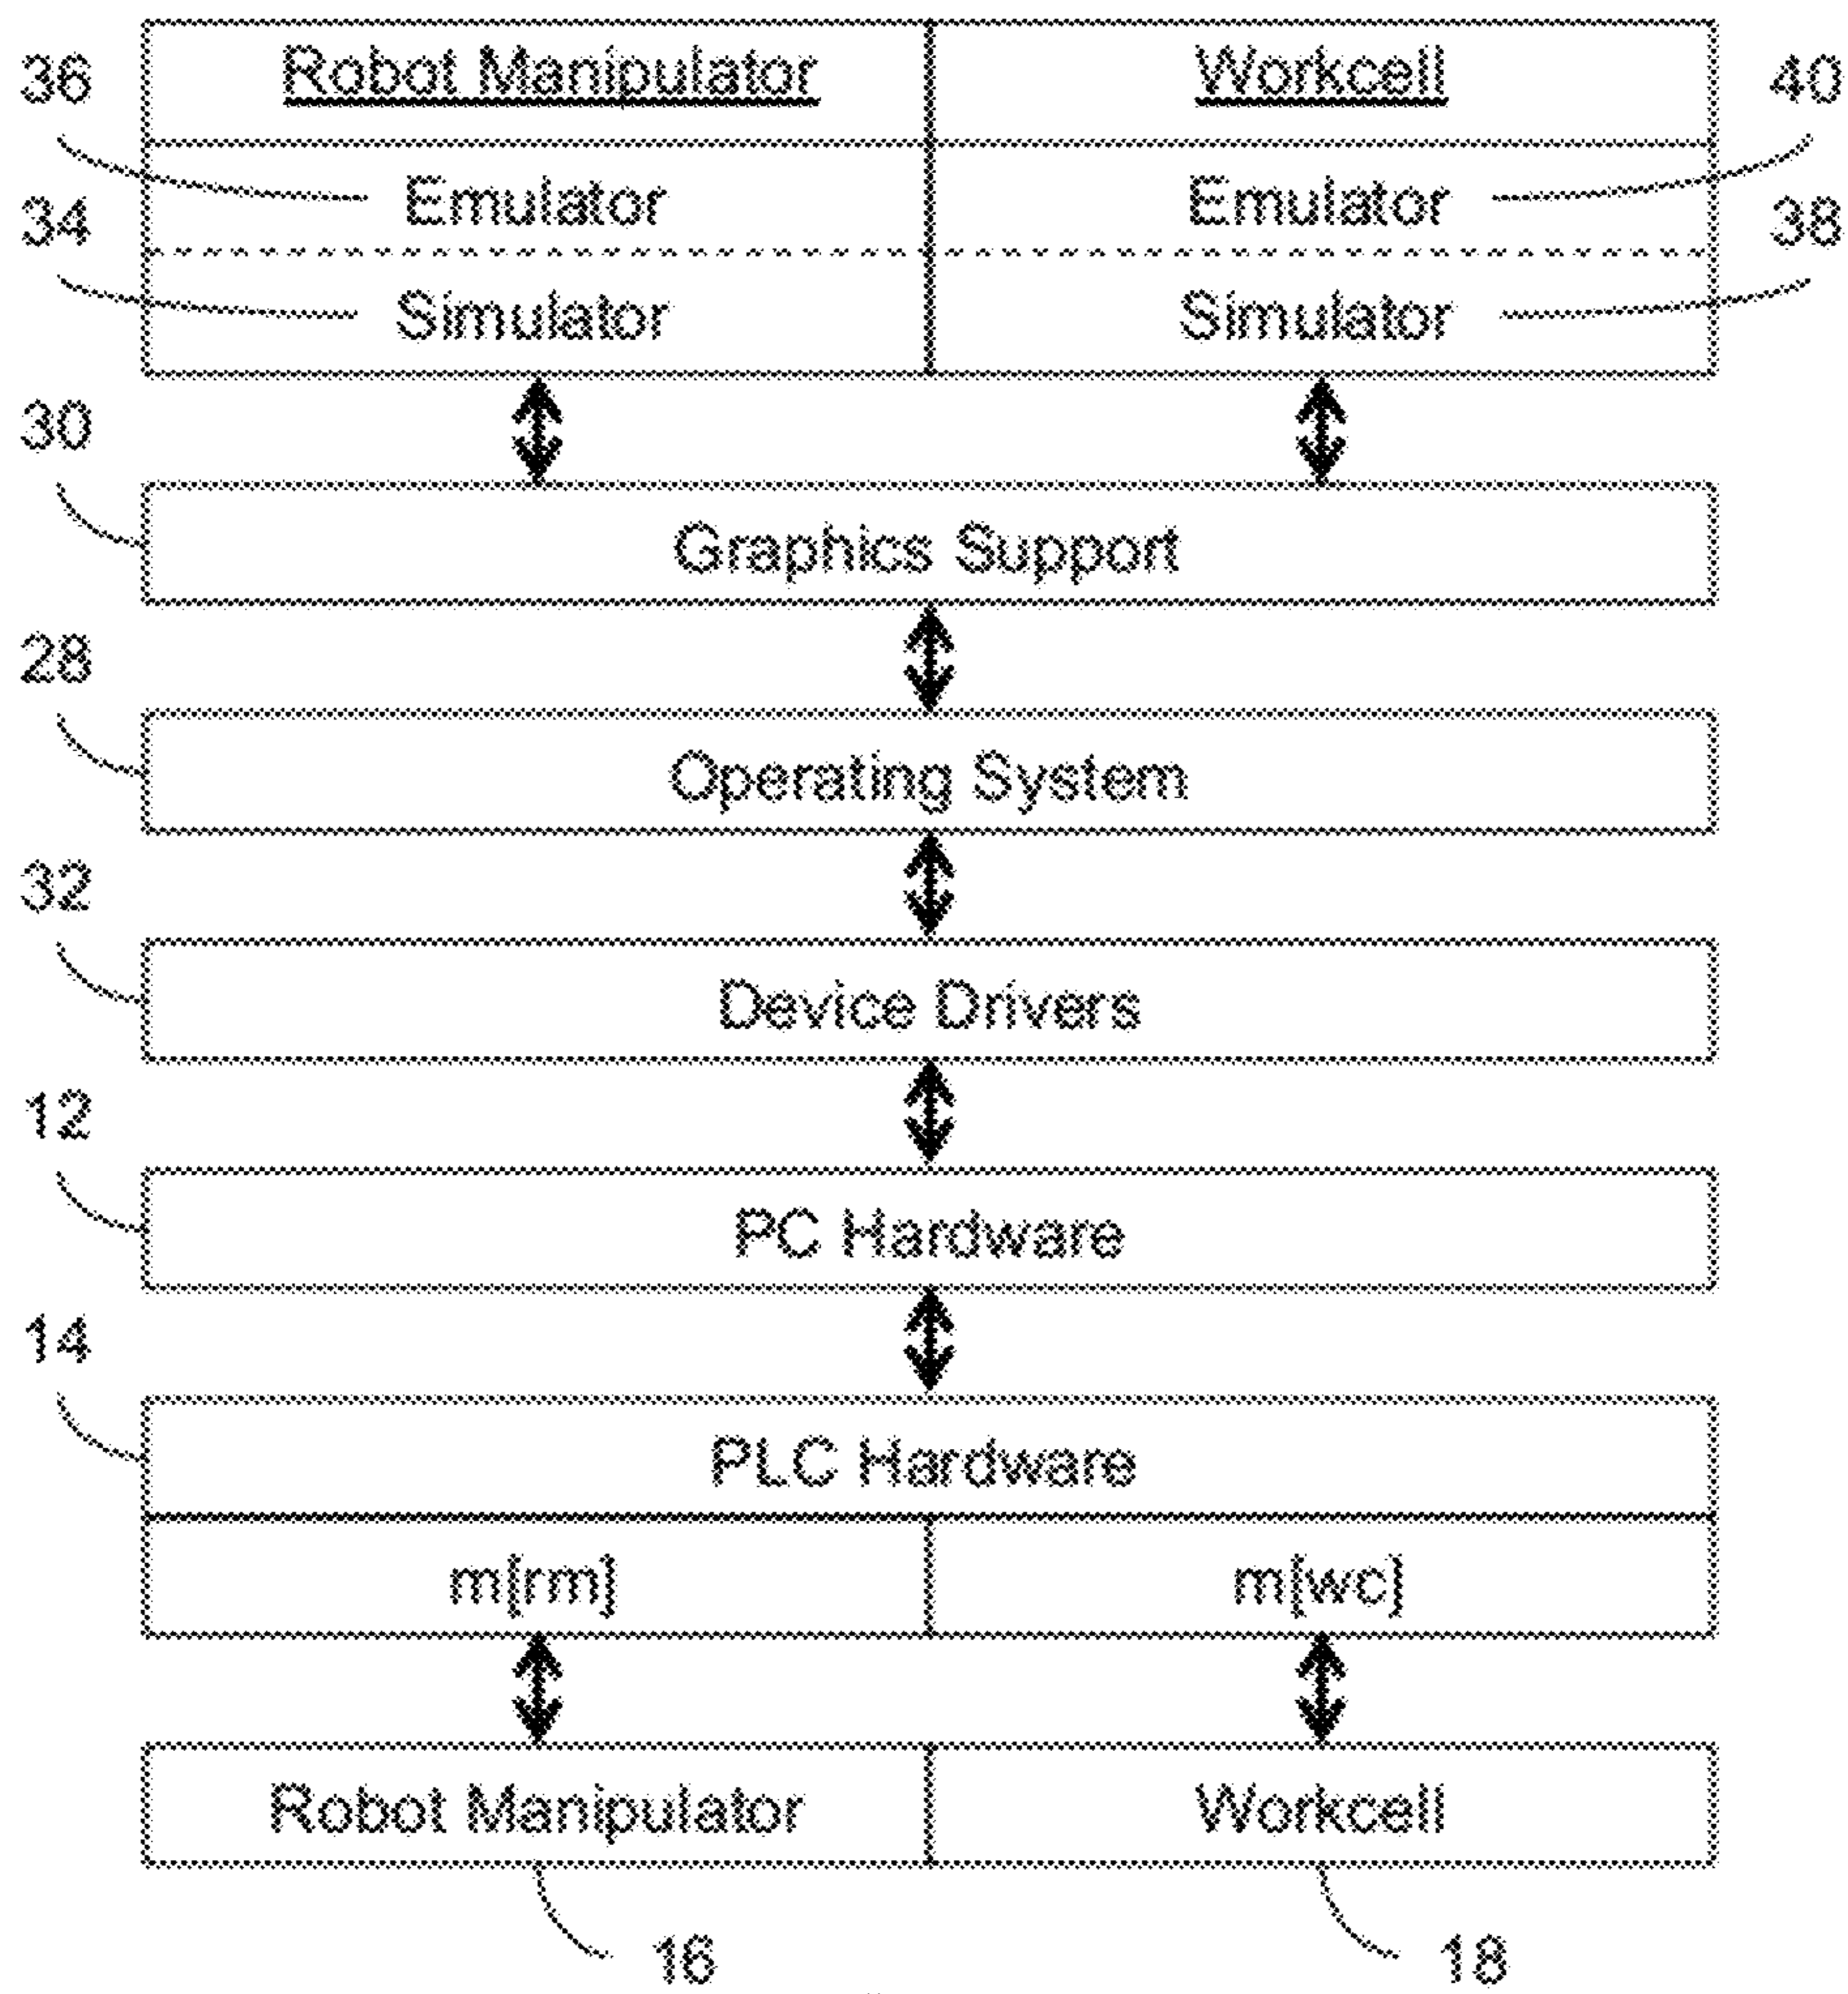 Robot Manipulator Workcell
36 40
Emulator Emulator
34 38
Simulator Simulator
30
Graphics Support
28
Operating System
32
Device Drivers
12
PC Hardware
14
PLC Hardware
m[rm] m[wc]
Robot Manipulator Workcell
16 18